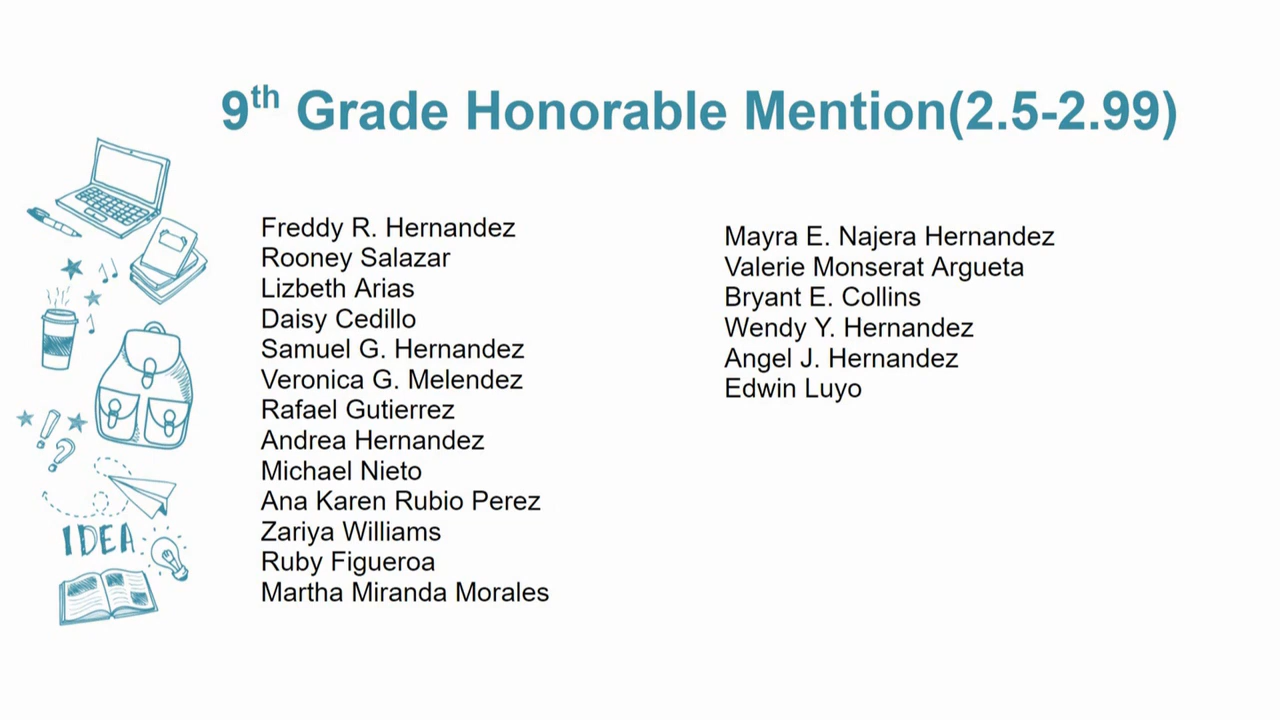 9th Grade Honorable Mention(2.5-2.99)
Freddy R. Hernandez
Rooney Salazar
Lizbeth Arias
Daisy Cedillo
Samuel G. Hernandez
Veronica G. Melendez
Rafael Gutierrez
Andrea Hernandez
Michael Nieto
Ana Karen Rubio Perez
Zariya Williams
Ruby Figueroa
Martha Miranda Morales
Mayra E. Najera Hernandez
Valerie Monserat Argueta
Bryant E. Collins
Wendy Y. Hernandez
Angel J. Hernandez
Edwin Luyo
IDEA